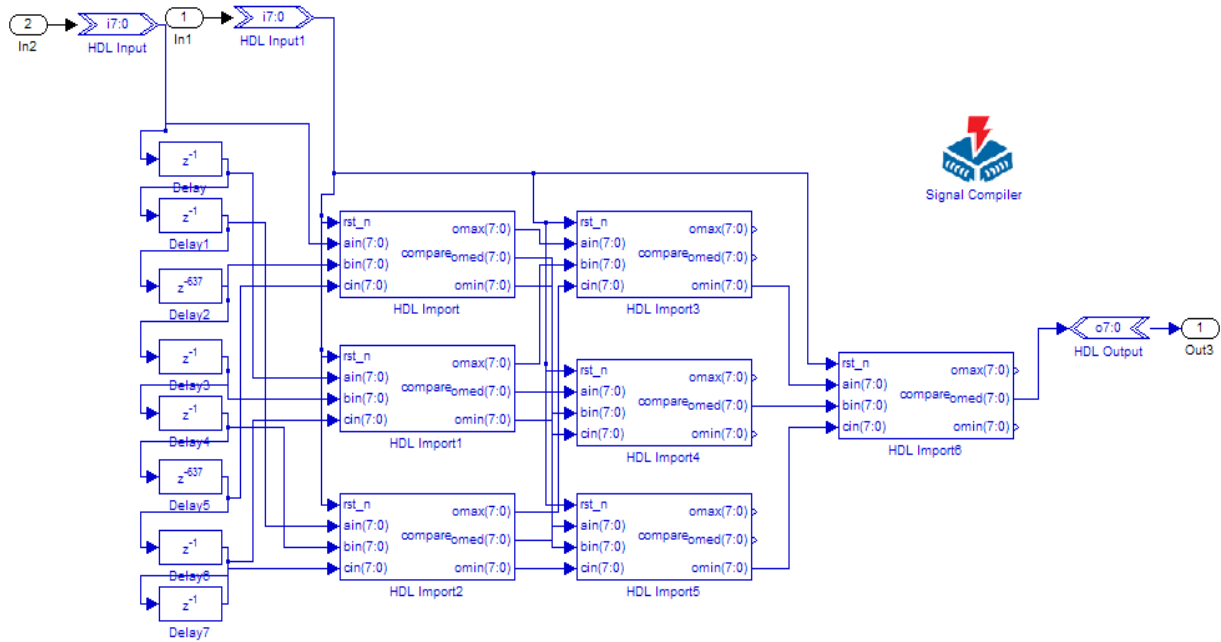 2
In2
i7:0
HDL Input
1
In1
i7:0
HDL Input1
Signal Compiler
z-1
Delay
z-1
Delay1
z-637
Delay2
z-1
Delay3
z-1
Delay4
z-637
Delay5
z-1
Delay6
z-1
Delay7
rst_n
ain(7:0)
bin(7:0)
cin(7:0)
compare
omax(7:0)
omed(7:0)
omin(7:0)
HDL Import
rst_n
ain(7:0)
bin(7:0)
cin(7:0)
compare
omax(7:0)
omed(7:0)
omin(7:0)
HDL Import1
rst_n
ain(7:0)
bin(7:0)
cin(7:0)
compare
omax(7:0)
omed(7:0)
omin(7:0)
HDL Import2
rst_n
ain(7:0)
bin(7:0)
cin(7:0)
compare
omax(7:0)
omed(7:0)
omin(7:0)
HDL Import3
rst_n
ain(7:0)
bin(7:0)
cin(7:0)
compare
omax(7:0)
omed(7:0)
omin(7:0)
HDL Import4
rst_n
ain(7:0)
bin(7:0)
cin(7:0)
compare
omax(7:0)
omed(7:0)
omin(7:0)
HDL Import5
rst_n
ain(7:0)
bin(7:0)
cin(7:0)
compare
omax(7:0)
omed(7:0)
omin(7:0)
HDL Import6
o7:0
HDL Output
1
Out3